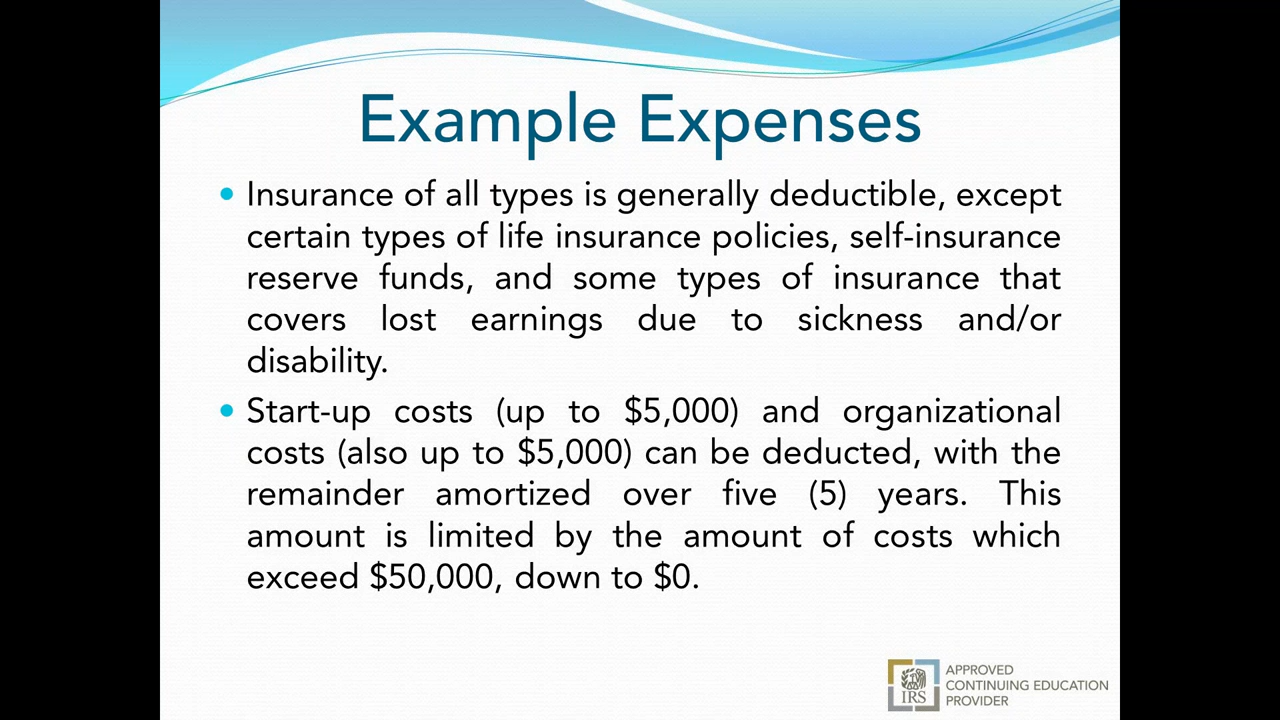 Example Expenses
• Insurance of all types is generally deductible, except
certain types of life insurance policies, self-insurance
reserve funds, and some types of insurance that
covers lost earnings due to sickness and/or
disability.
• Start-up costs (up to $5,000) and organizational
costs (also up to $5,000) can be deducted, with the
remainder amortized over five (5) years. This
amount is limited by the amount of costs which
exceed $50,000, down to $0.
IRS
APPROVED
CONTINUING EDUCATION
PROVIDER